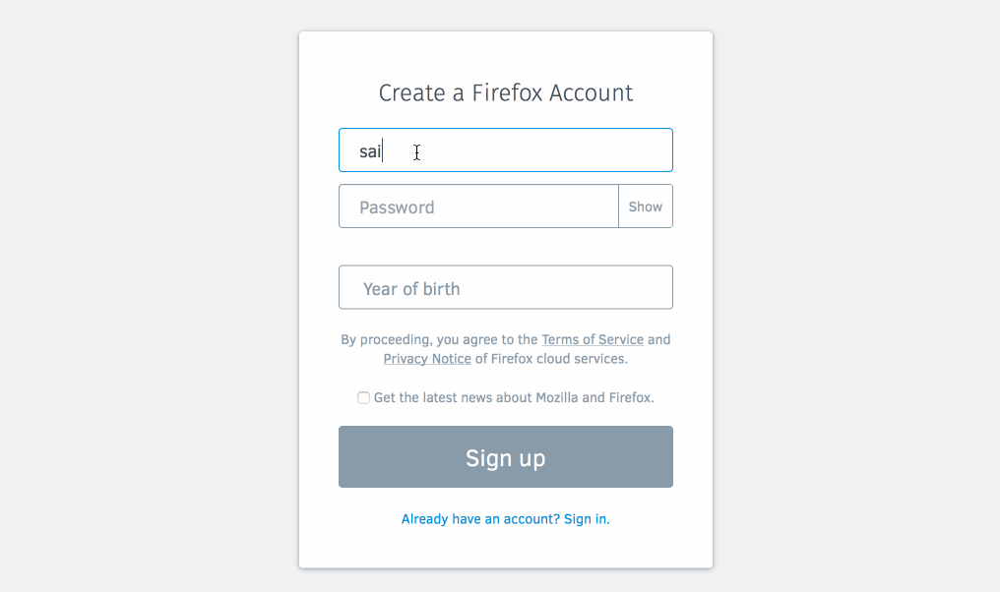 Create a Firefox Account
sai
Password
Show
Year of birth
By proceeding, you agree to the Terms of Service and
Privacy Notice of Firefox cloud services.
Get the latest news about Mozilla and Firefox.
Sign up
Already have an account? Sign in.